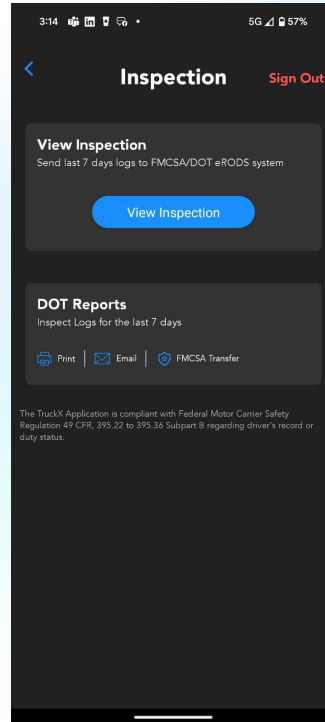 3:14 5G 57%
Inspection Sign Out
View Inspection
Send last 7 days logs to FMCSA/DOT eRODS system
View Inspection
DOT Reports
Inspect Logs for the last 7 days
Print Email FMCSA Transfer
The TruckX Application is compliant with Federal Motor Carrier Safety
Regulation 49 CFR, 395.22 to 395.36 Subpart B regarding driver's record or
duty status.